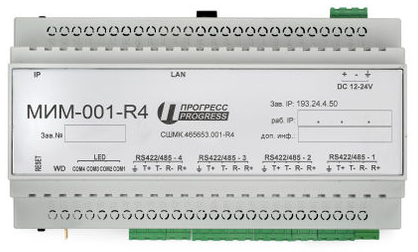 IP LAN + - ⏚
DC 12-24V
МИМ-001-R4 ПРОГРЕСС Зав. IP: 193.24.4.50
PROGRESS
раб. IP: . . .
Зав.№ СШМК.465653.001-R4 доп. инф.:
RESET WD LED RS422/485 - 4 RS422/485 - 3 RS422/485 - 2 RS422/485 - 1
COM4 COM3 COM2 COM1 ⏚ T+ T- R- R+ ⏚ T+ T- R- R+ ⏚ T+ T- R- R+ ⏚ T+ T- R- R+